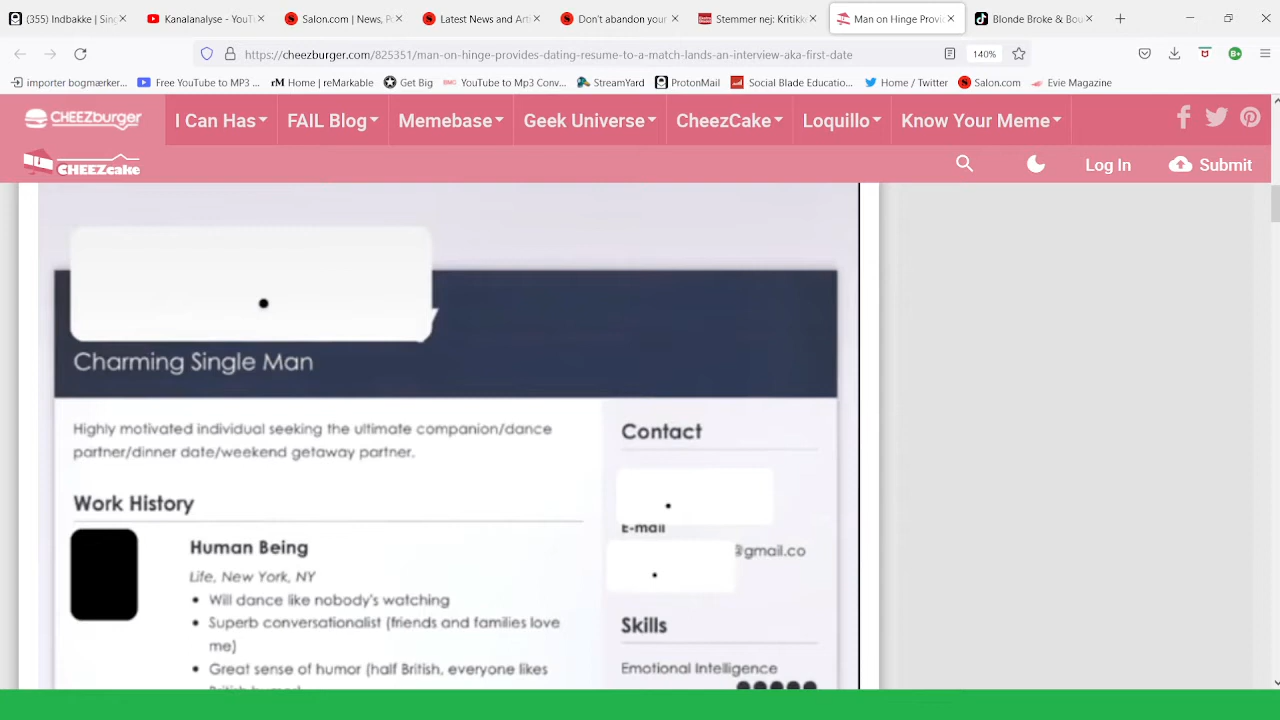 (355) Indbakke | Sing
Kanalanalyse - YouT
Salon.com | News, Po
Latest News and Arti
Don't abandon your
Stemmer nej: Kritikke
Man on Hinge Provid
Blonde Broke & Bou
https://cheezburger.com/825351/man-on-hinge-provides-dating-resume-to-a-match-lands-an-interview-aka-first-date
140%
importer bogmærker...
Free YouTube to MP3 ...
rM Home | reMarkable
Get Big
YouTube to Mp3 Conv...
StreamYard
ProtonMail
Social Blade Educatio...
Home / Twitter
Salon.com
Evie Magazine
CHEEZburger
I Can Has
FAIL Blog
Memebase
Geek Universe
CheezCake
Loquillo
Know Your Meme
CHEEZcake
Log In
Submit
Charming Single Man
Highly motivated individual seeking the ultimate companion/dance
partner/dinner date/weekend getaway partner.
Work History
Human Being
Life, New York, NY
• Will dance like nobody's watching
• Superb conversationalist (friends and families love
me)
• Great sense of humor (half British, everyone likes
Contact
E-mail
@gmail.co
Skills
Emotional Intelligence